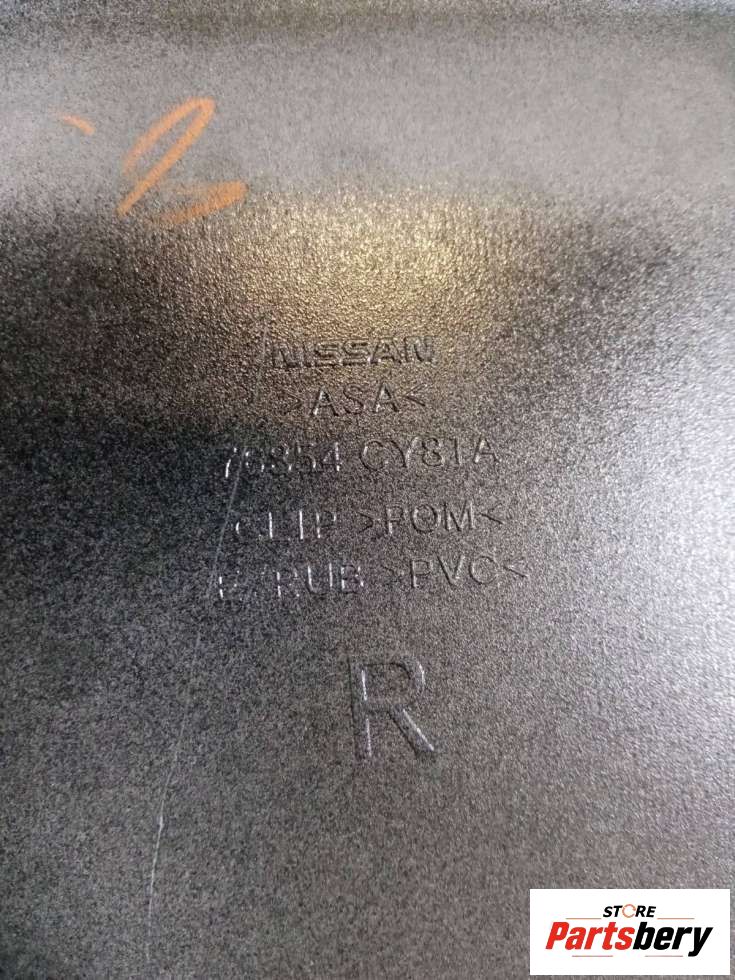 NISSAN
>ASA<
76854 CY81A
CLIP >POM<
P/RUB >PVC<
R
STORE
Partsbery